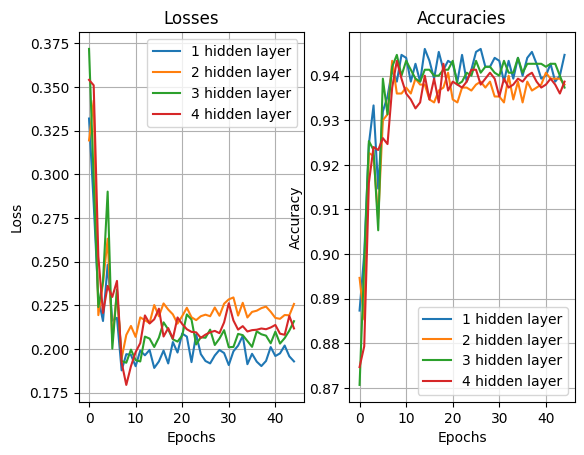 Losses
0.375
0.350
0.325
0.300
0.275
0.250
0.225
0.200
0.175
Loss
0 10 20 30 40
Epochs
1 hidden layer
2 hidden layer
3 hidden layer
4 hidden layer
Accuracies
0.94
0.93
0.92
0.91
0.90
0.89
0.88
0.87
Accuracy
0 10 20 30 40
Epochs
1 hidden layer
2 hidden layer
3 hidden layer
4 hidden layer